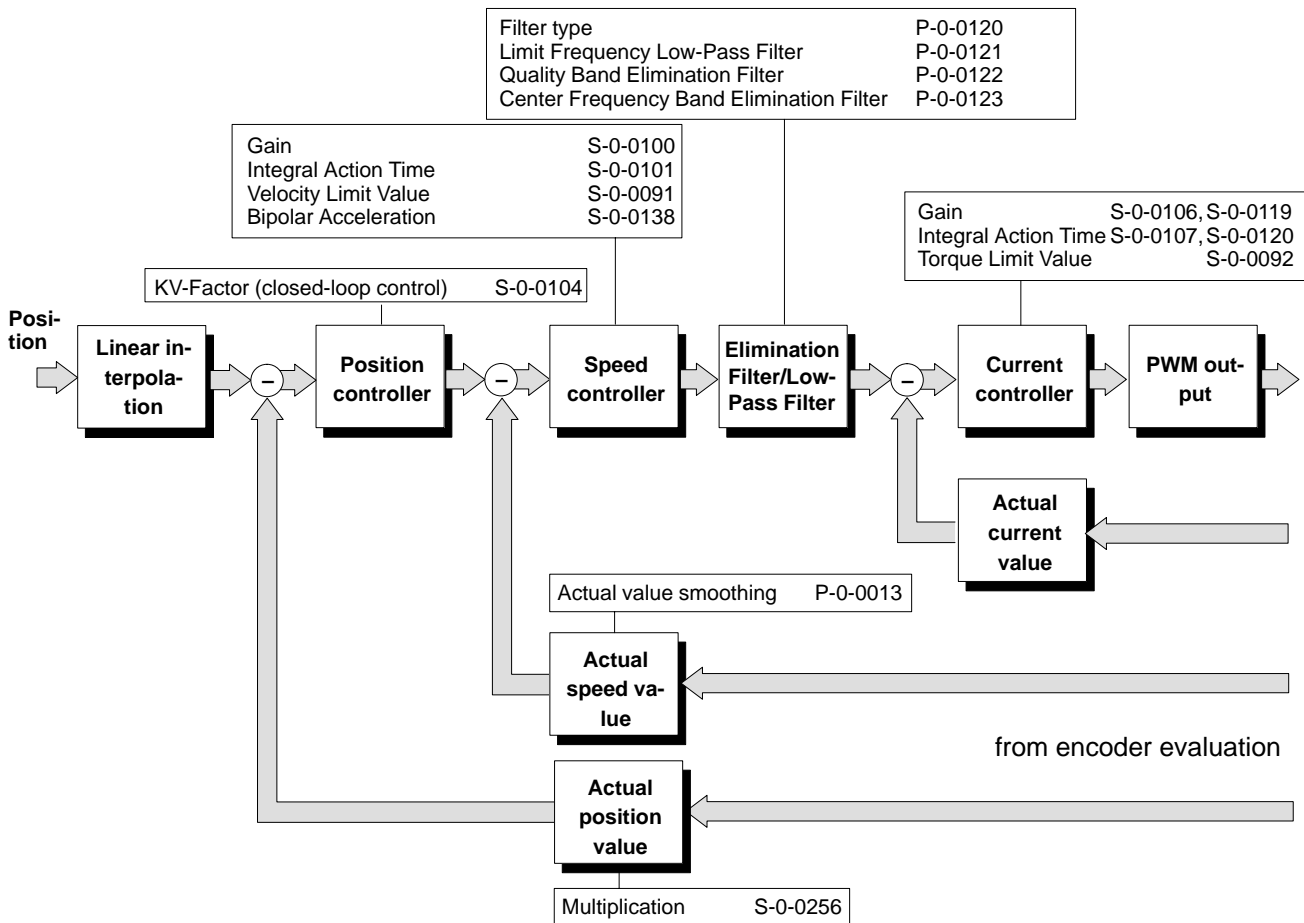 Filter type P-0-0120
Limit Frequency Low-Pass Filter P-0-0121
Quality Band Elimination Filter P-0-0122
Center Frequency Band Elimination Filter P-0-0123
Gain S-0-0100
Integral Action Time S-0-0101
Velocity Limit Value S-0-0091
Bipolar Acceleration S-0-0138
Gain S-0-0106, S-0-0119
Integral Action Time S-0-0107, S-0-0120
Torque Limit Value S-0-0092
KV-Factor (closed-loop control) S-0-0104
Posi-
tion
Linear in-
terpola-
tion
–
Position
controller
–
Speed
controller
Elimination
Filter/Low-
Pass Filter
–
Current
controller
PWM out-
put
Actual
current
value
Actual value smoothing P-0-0013
Actual
speed va-
lue
from encoder evaluation
Actual
position
value
Multiplication S-0-0256